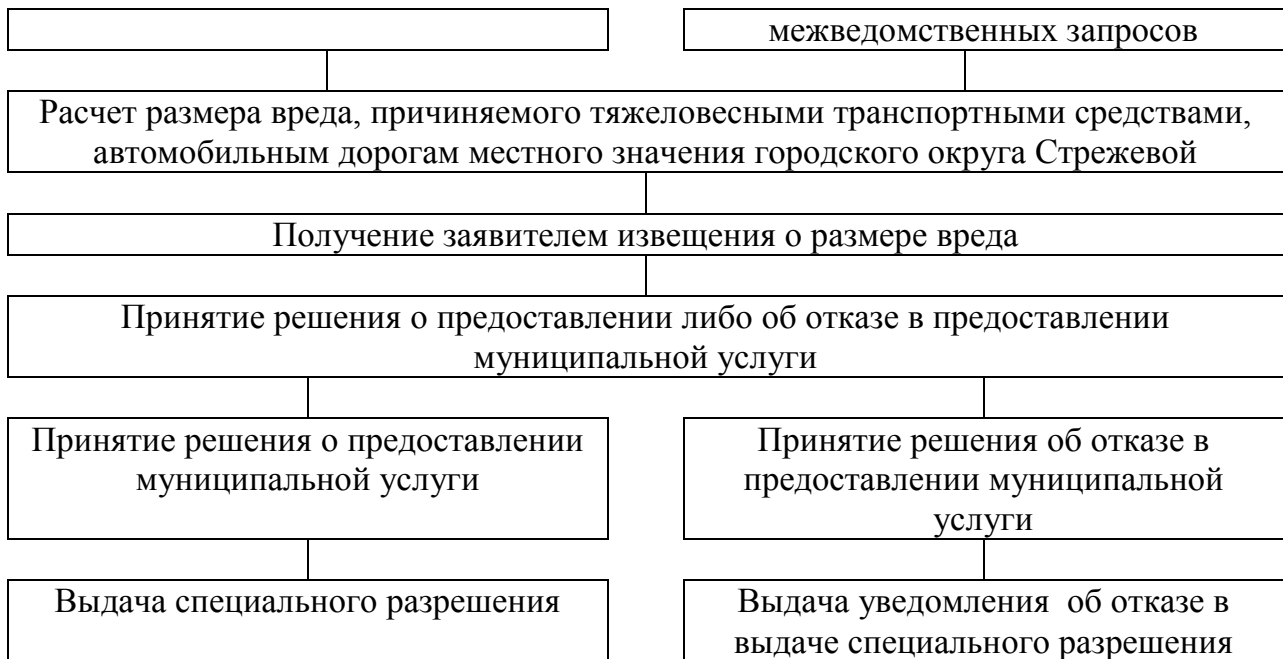 межведомственных запросов
Расчет размера вреда, причиняемого тяжеловесными транспортными средствами,
автомобильным дорогам местного значения городского округа Стрежевой
Получение заявителем извещения о размере вреда
Принятие решения о предоставлении либо об отказе в предоставлении
муниципальной услуги
Принятие решения о предоставлении
муниципальной услуги
Принятие решения об отказе в
предоставлении муниципальной
услуги
Выдача специального разрешения
Выдача уведомления  об отказе в
выдаче специального разрешения